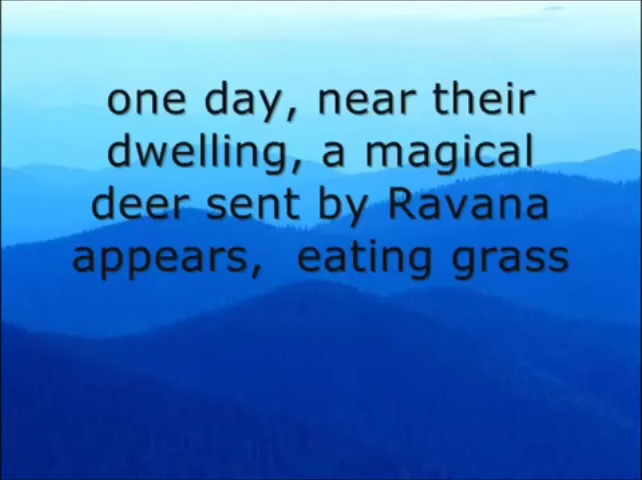 one day, near their
dwelling, a magical
deer sent by Ravana
appears,  eating grass